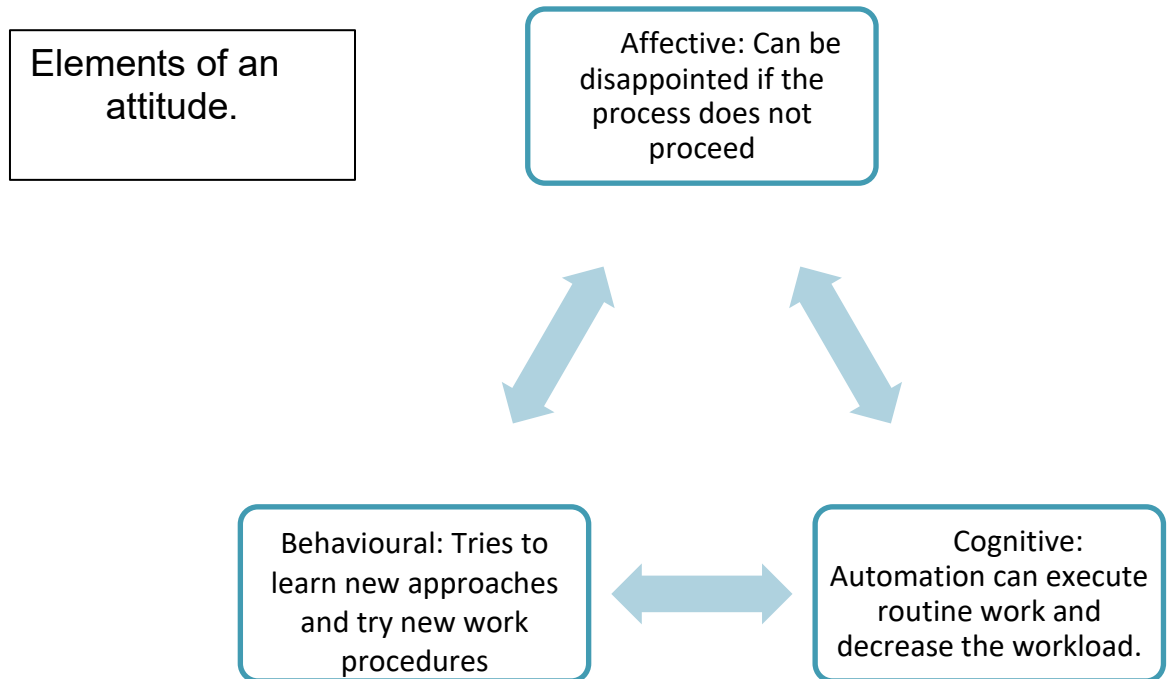 Elements of an
attitude.
Affective: Can be
disappointed if the
process does not
proceed
Behavioural: Tries to
learn new approaches
and try new work
procedures
Cognitive:
Automation can execute
routine work and
decrease the workload.